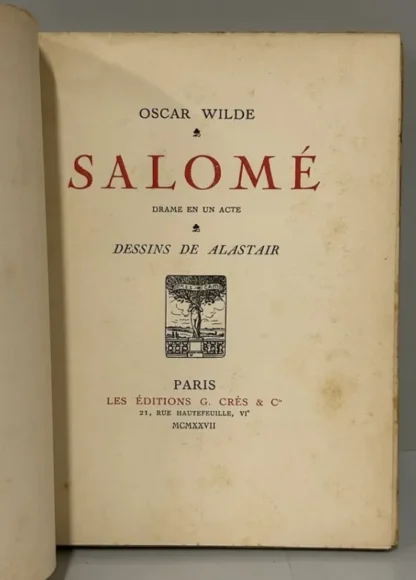 OSCAR WILDE
SALOMÉ
DRAME EN UN ACTE
DESSINS DE ALASTAIR
PARIS
LES ÉDITIONS G. CRÈS & Cie
21, RUE HAUTEFEUILLE, VIe
MCMXXVII